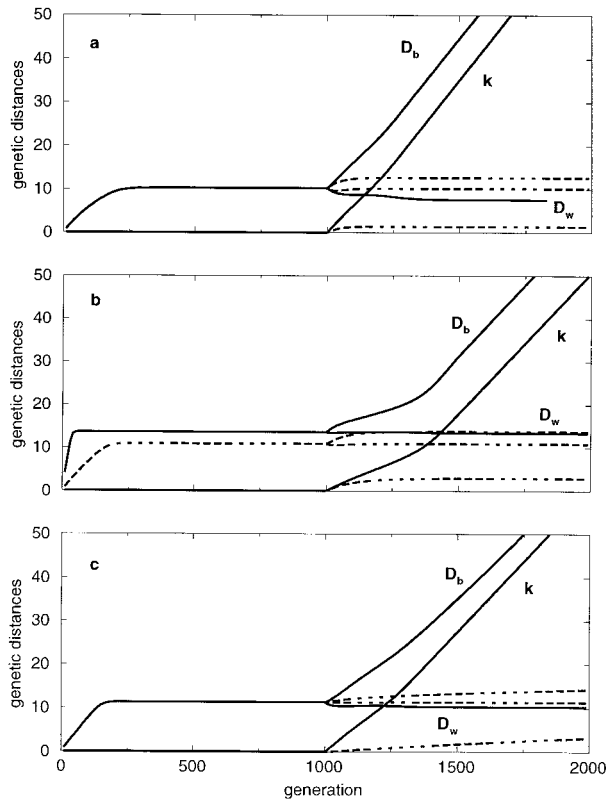 50
a
D_b
40
k
30
genetic distances
20
10
D_w
0
50
b
D_b
40
k
30
genetic distances
20
D_w
10
0
50
c
D_b
40
k
30
genetic distances
20
10
D_w
0
0 500 1000 1500 2000
generation